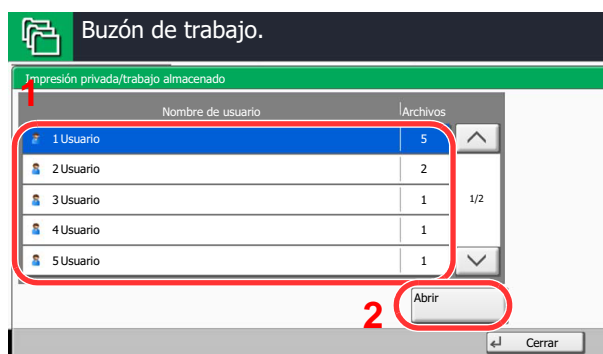 Buzón de trabajo.
Impresión privada/trabajo almacenado
1
Nombre de usuario Archivos
1 Usuario 5
2 Usuario 2
3 Usuario 1 1/2
4 Usuario 1
5 Usuario 1
Abrir
2
Cerrar